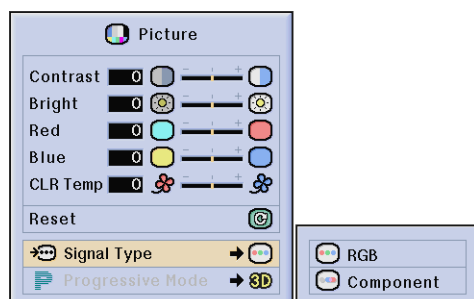 Picture
Contrast 0
Bright 0
Red 0
Blue 0
CLR Temp 0
Reset
Signal Type
Progressive Mode 3D
RGB
Component